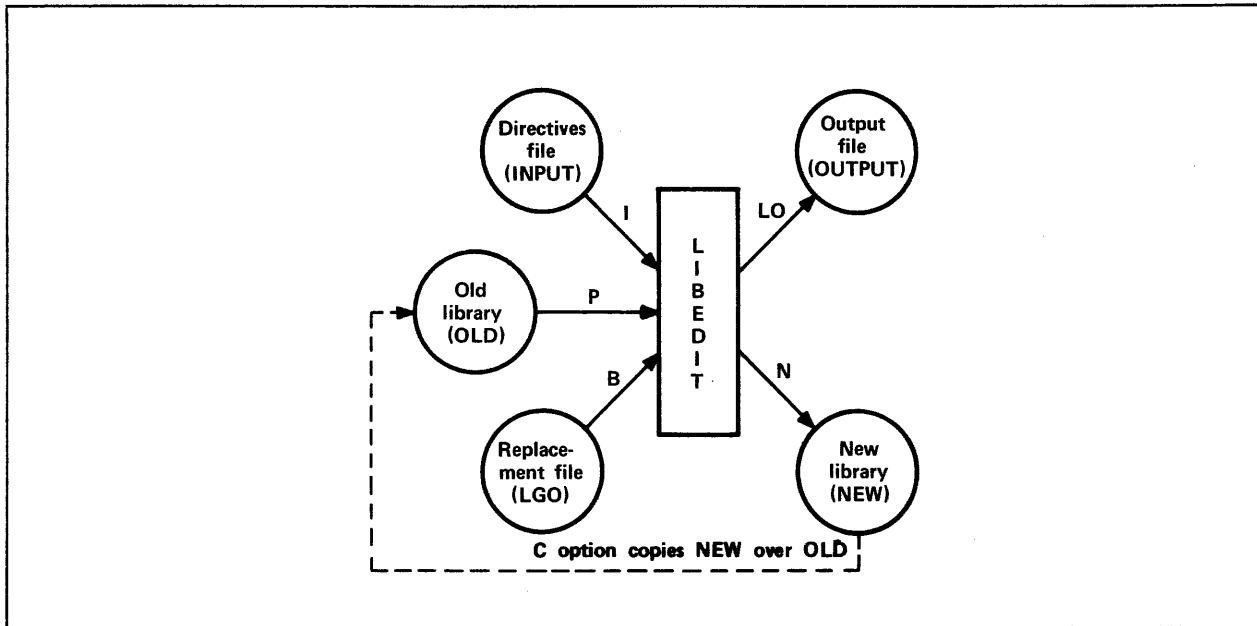 Directives
file
(INPUT)
Output
file
(OUTPUT)
I
LO
LIBEDIT
Old
library
(OLD)
P
B
N
Replace-
ment file
(LGO)
New
library
(NEW)
C option copies NEW over OLD